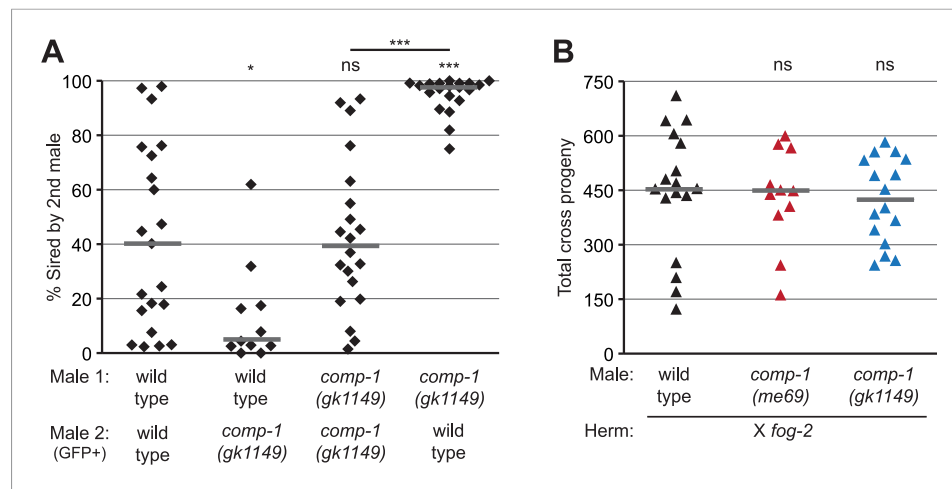 A
***
*
ns
***
% Sired by 2nd male
100
80
60
40
20
0
Male 1:
wild
type
wild
type
comp-1
(gk1149)
comp-1
(gk1149)
Male 2:
(GFP+)
wild
type
comp-1
(gk1149)
comp-1
(gk1149)
wild
type
B
ns
ns
Total cross progeny
750
600
450
300
150
0
Male:
wild
type
comp-1
(me69)
comp-1
(gk1149)
Herm:
X fog-2